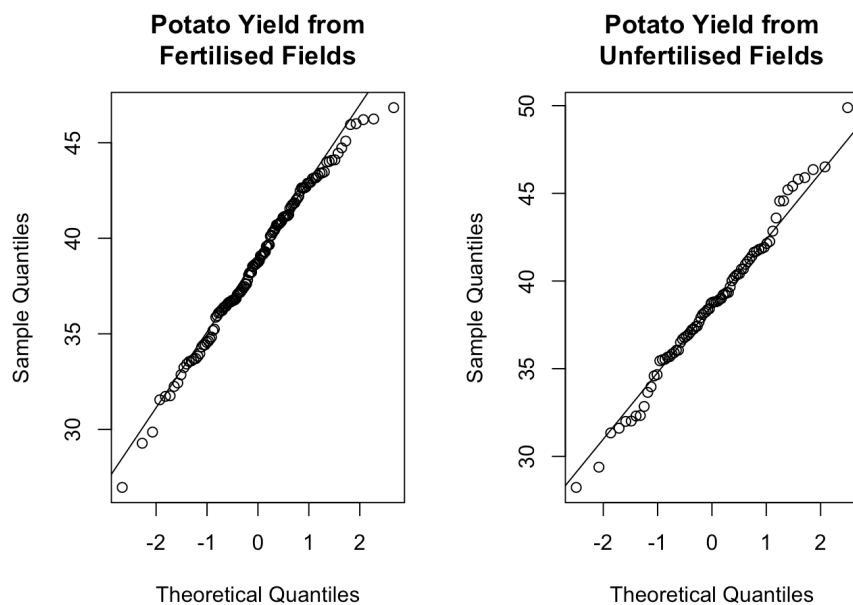 Potato Yield from
Fertilised Fields
45
40
35
30
Sample Quantiles
-2 -1 0 1 2
Theoretical Quantiles
Potato Yield from
Unfertilised Fields
50
45
40
35
30
Sample Quantiles
-2 -1 0 1 2
Theoretical Quantiles